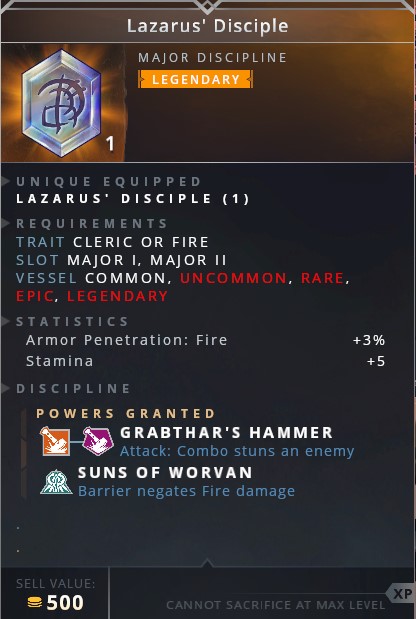 Lazarus' Disciple
MAJOR DISCIPLINE
LEGENDARY
1
UNIQUE EQUIPPED
LAZARUS' DISCIPLE (1)
REQUIREMENTS
TRAIT CLERIC OR FIRE
SLOT MAJOR I, MAJOR II
VESSEL COMMON, UNCOMMON, RARE,
EPIC, LEGENDARY
STATISTICS
Armor Penetration: Fire +3%
Stamina +5
DISCIPLINE
POWERS GRANTED
GRABTHAR'S HAMMER
Attack: Combo stuns an enemy
SUNS OF WORVAN
Barrier negates Fire damage
.
.
SELL VALUE:
500
XP
CANNOT SACRIFICE AT MAX LEVEL